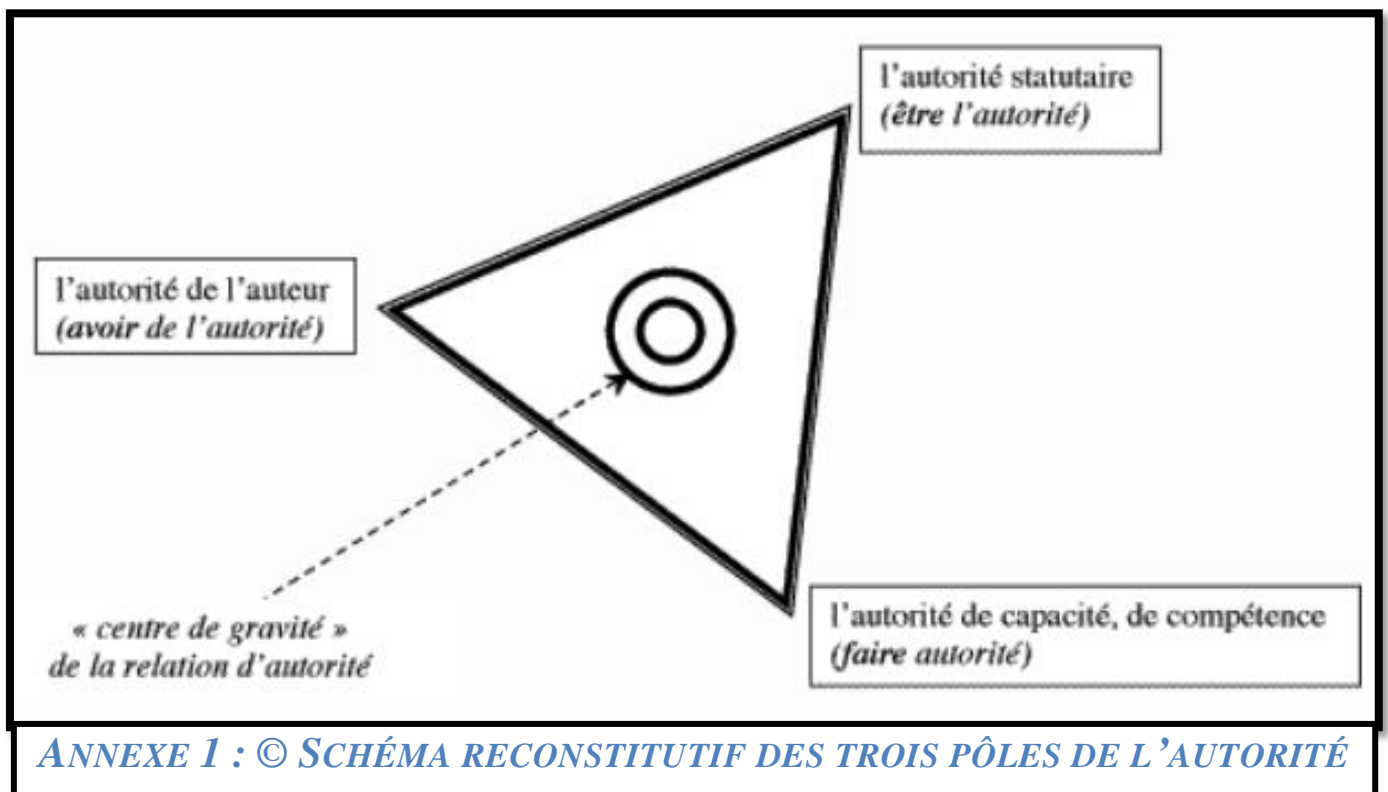 l'autorité statutaire
(être l'autorité)
l'autorité de l'auteur
(avoir de l'autorité)
« centre de gravité »
de la relation d'autorité
l'autorité de capacité, de compétence
(faire autorité)
ANNEXE 1 : © SCHÉMA RECONSTITUTIF DES TROIS PÔLES DE L'AUTORITÉ